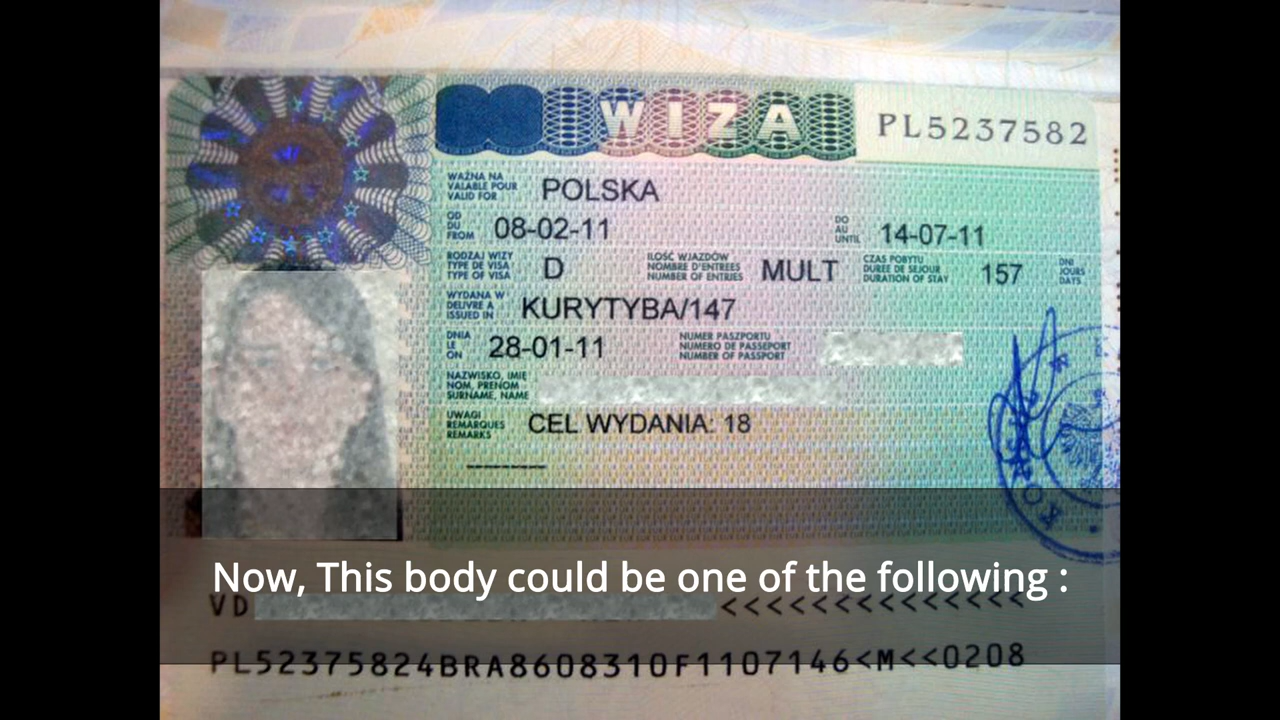 WIZA
PL5237582
WAŻNA NA
VALABLE POUR
VALID FOR
POLSKA
OD
DU
FROM
08-02-11
DO
AU
UNTIL
14-07-11
RODZAJ WIZY
TYPE DE VISA
TYPE OF VISA
D
ILOŚĆ WJAZDÓW
NOMBRE D'ENTREES
NUMBER OF ENTRIES
MULT
CZAS POBYTU
DUREE DE SEJOUR
DURATION OF STAY
157
DNI
JOURS
DAYS
WYDANA W
DELIVRE A
ISSUED IN
KURYTYBA/147
DNIA
LE
ON
28-01-11
NUMER PASZPORTU
NUMERO DE PASSEPORT
NUMBER OF PASSPORT
NAZWISKO, IMIĘ
NOM, PRENOM
SURNAME, NAME
UWAGI
REMARQUES
REMARKS
CEL WYDANIA: 18
Now, This body could be one of the following :
VD <<<<<<<<<<<<<<
PL52375824BRA8608310F1107146<M<<0208